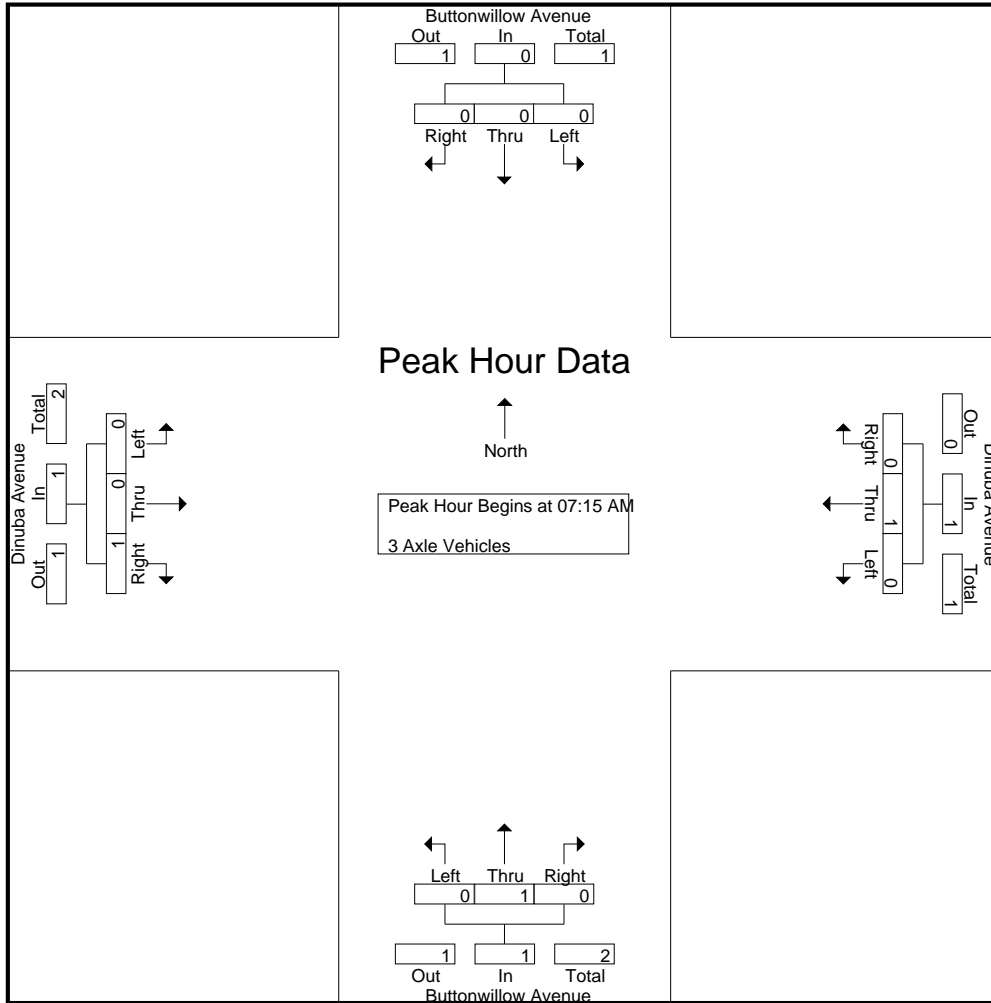 Buttonwillow Avenue
Out In Total
1 0 1
0 0 0
Right Thru Left
Peak Hour Data
North
Peak Hour Begins at 07:15 AM
3 Axle Vehicles
Dinuba Avenue
Out In Total
1 1 2
Right Thru Left
1 0 0
Dinuba Avenue
Out In Total
0 1 1
Right Thru Left
0 1 0
Left Thru Right
0 1 0
1 1 2
Out In Total
Buttonwillow Avenue